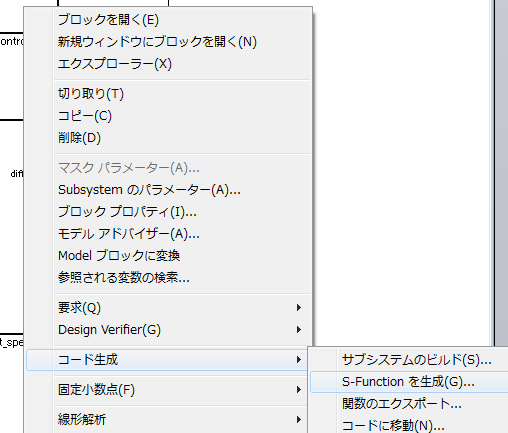 ブロックを開く(E)
ontro
新規ウィンドウにブロックを開く(N)
エクスプローラー(X)
切り取り(T)
コピー(C)
削除(D)
マスク パラメーター(A)...
diff
Subsystem のパラメーター(A)...
ブロック プロパティ(I)...
モデル アドバイザー(A)...
Model ブロックに変換
参照される変数の検索...
要求(Q)
Design Verifier(G)
t_spe
コード生成
サブシステムのビルド(S)...
S-Function を生成(G)...
固定小数点(F)
関数のエクスポート...
線形解析
コードに移動(N)...